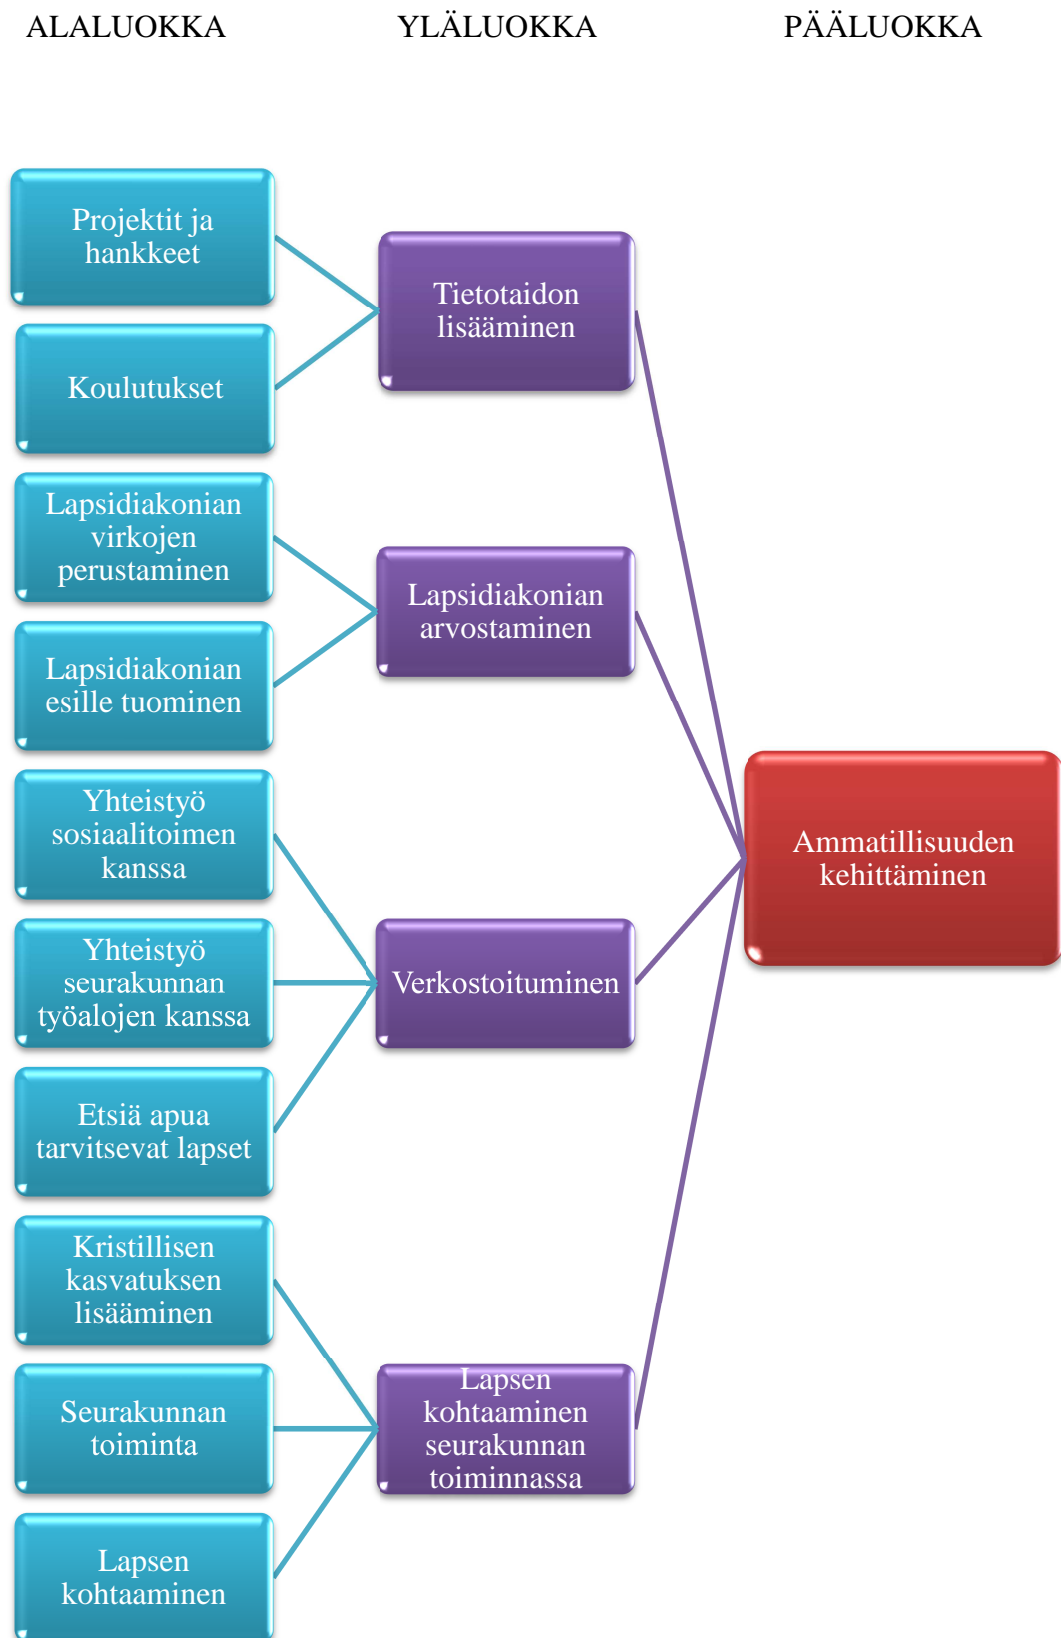 ALALUOKKA YLÄLUOKKA PÄÄLUOKKA
Projektit ja
hankkeet
Koulutukset
Lapsidiakonian
virkojen
perustaminen
Lapsidiakonian
esille tuominen
Yhteistyö
sosiaalitoimen
kanssa
Yhteistyö
seurakunnan
työalojen kanssa
Etsiä apua
tarvitsevat lapset
Kristillisen
kasvatuksen
lisääminen
Seurakunnan
toiminta
Lapsen
kohtaaminen
Tietotaidon
lisääminen
Lapsidiakonian
arvostaminen
Verkostoituminen
Lapsen
kohtaaminen
seurakunnan
toiminnassa
Ammatillisuuden
kehittäminen